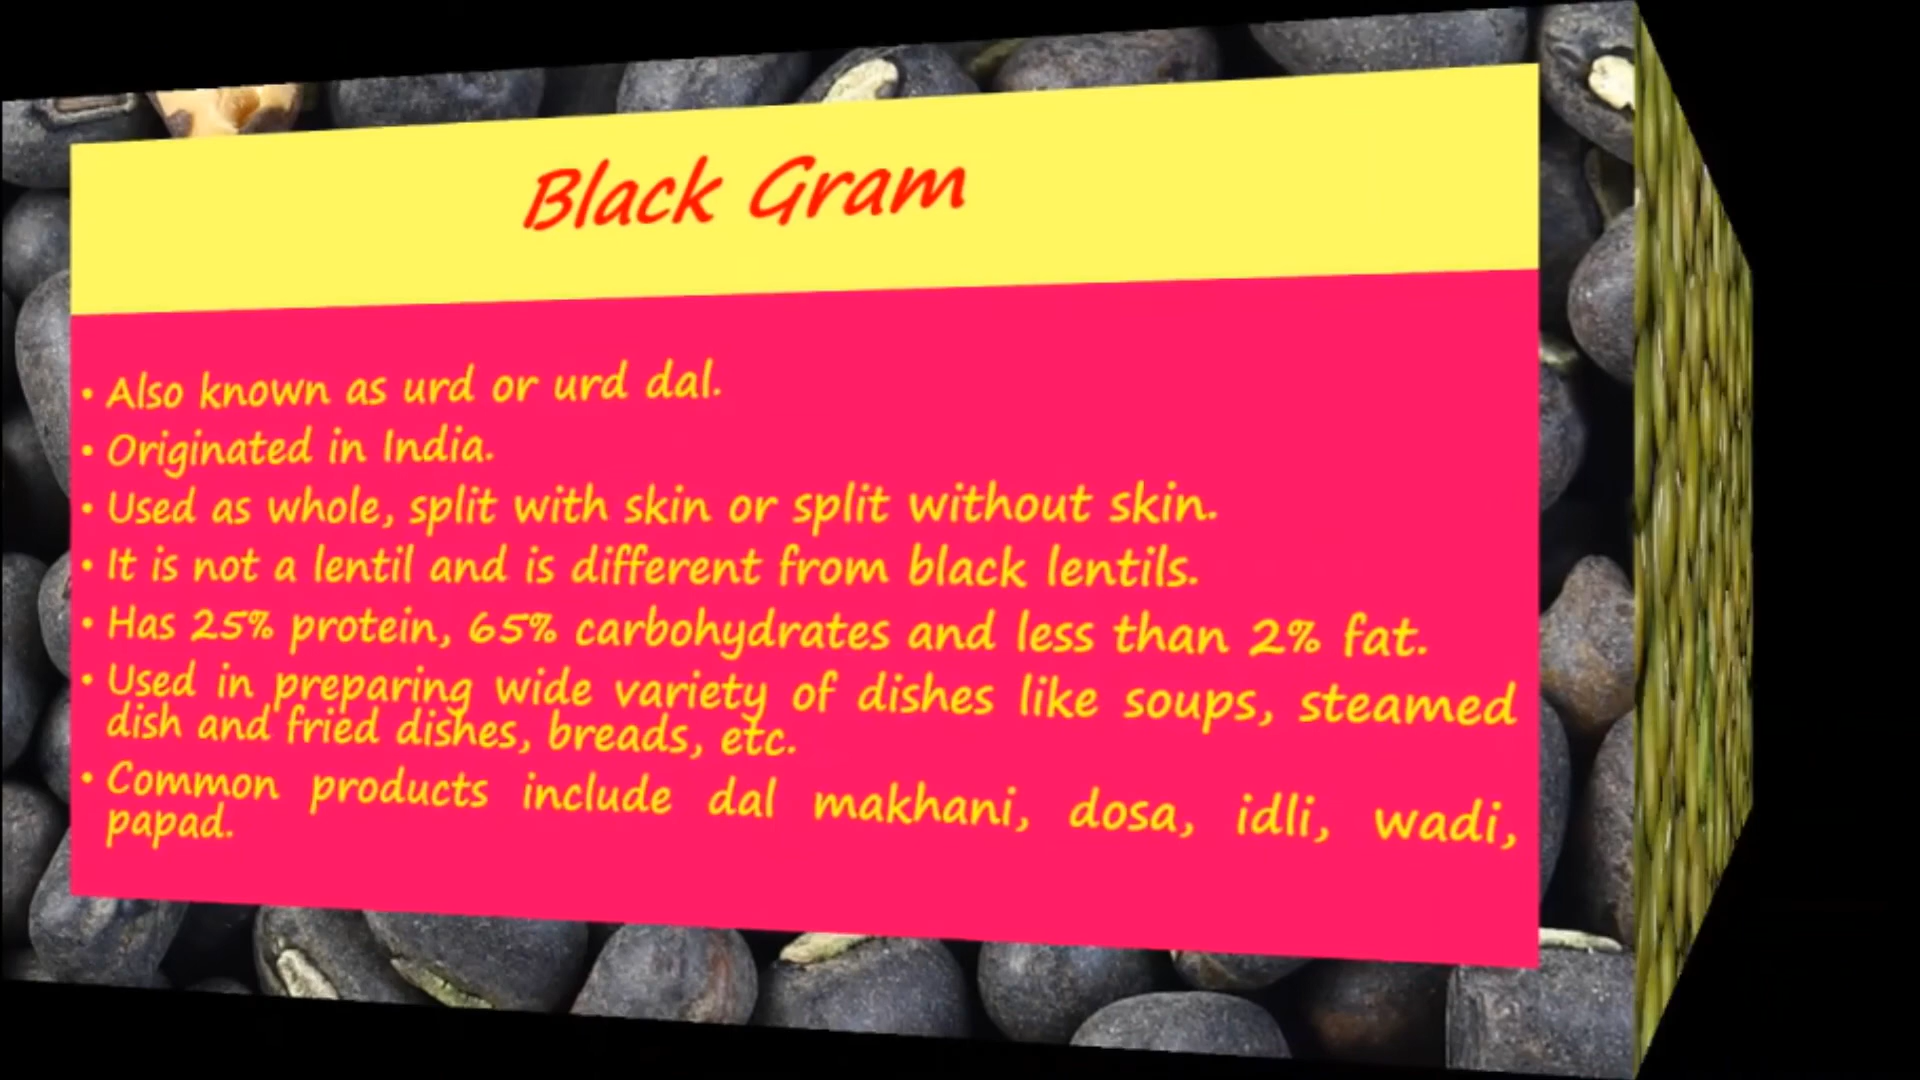 Black Gram
• Also known as urd or urd dal.
• Originated in India.
• Used as whole, split with skin or split without skin.
• It is not a lentil and is different from black lentils.
• Has 25% protein, 65% carbohydrates and less than 2% fat.
• Used in preparing wide variety of dishes like soups, steamed
dish and fried dishes, breads, etc.
• Common products include dal makhani, dosa, idli, wadi,
papad.